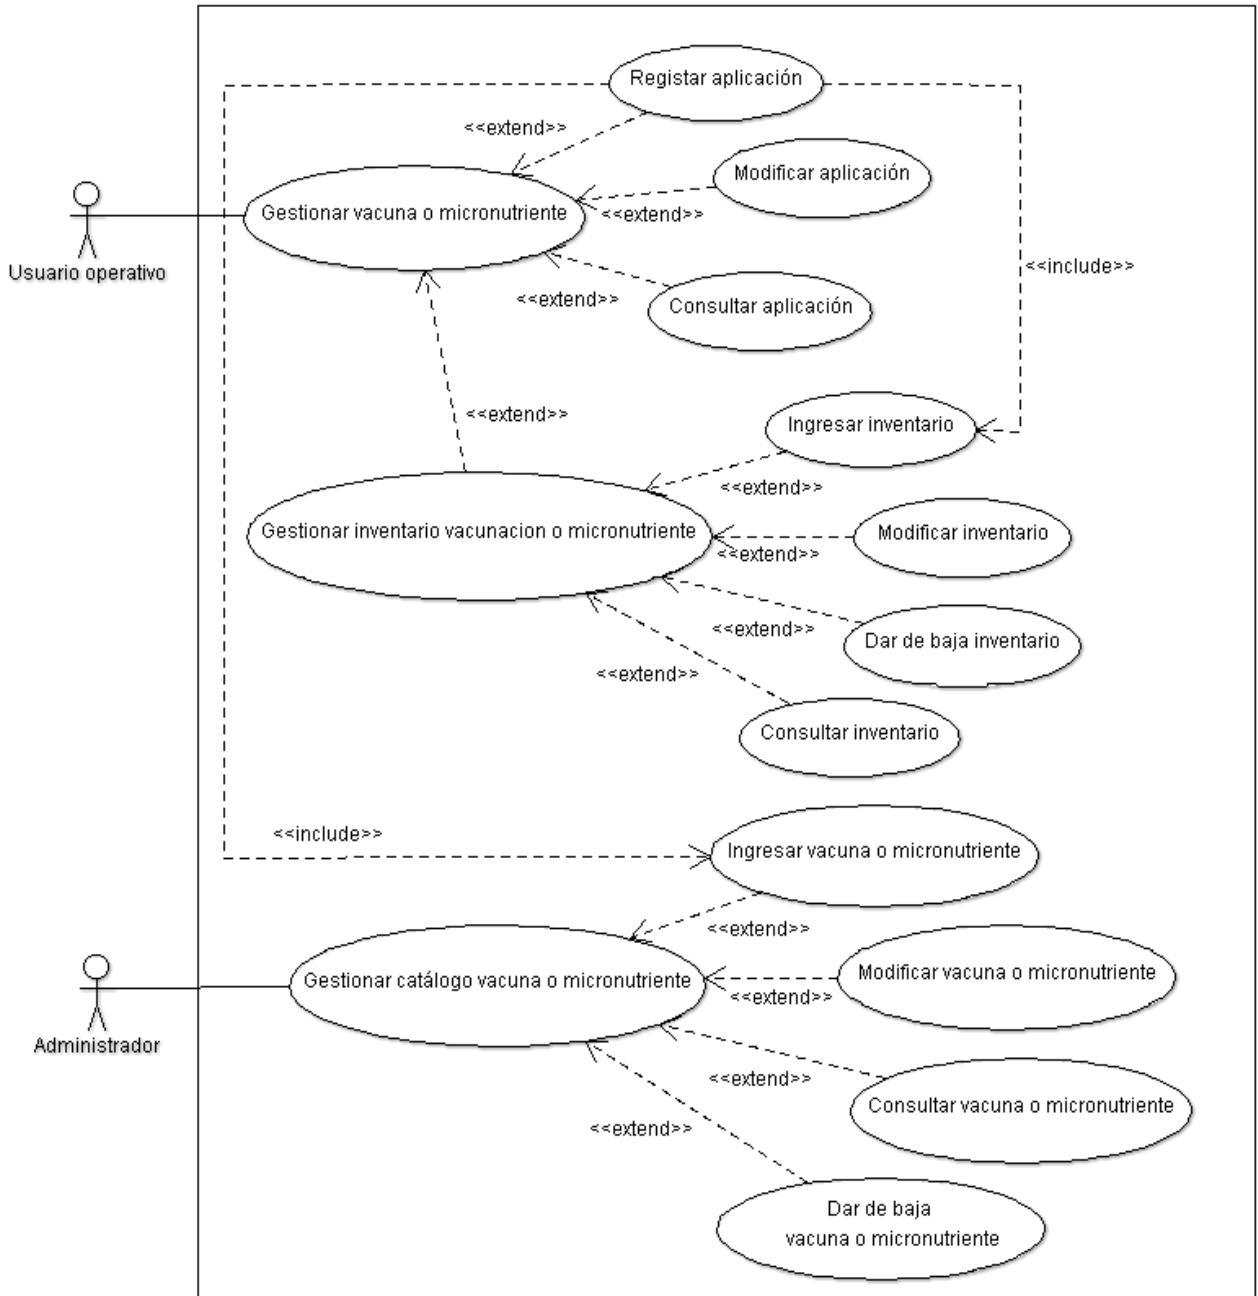 Registar aplicación
<<extend>>
Modificar aplicación
Gestionar vacuna o micronutriente
<<extend>>
Usuario operativo
<<include>>
<<extend>>
Consultar aplicación
<<extend>>
Ingresar inventario
<<extend>>
Gestionar inventario vacunacion o micronutriente
Modificar inventario
<<extend>>
<<extend>>
Dar de baja inventario
<<extend>>
Consultar inventario
<<include>>
Ingresar vacuna o micronutriente
<<extend>>
Gestionar catálogo vacuna o micronutriente
Modificar vacuna o micronutriente
<<extend>>
Administrador
<<extend>>
Consultar vacuna o micronutriente
<<extend>>
Dar de baja
vacuna o micronutriente